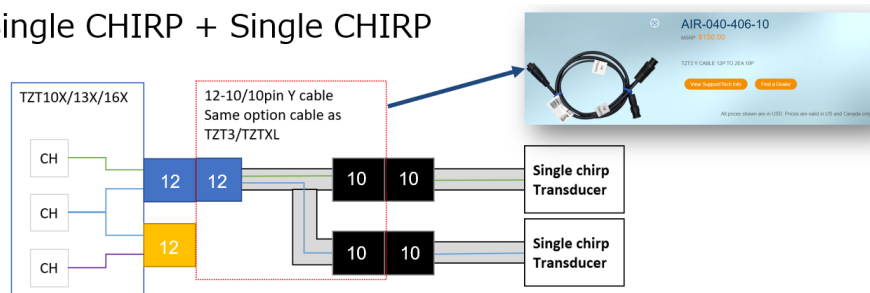 ingle CHIRP + Single CHIRP
AIR-040-406-10
MSRP $150.00
TZT3 Y CABLE 12P TO 2EA 10P
View Support/Tech Info
Find a Dealer
All prices shown are in USD. Prices are valid in US and Canada only
TZT10X/13X/16X
12-10/10pin Y cable
Same option cable as
TZT3/TZTXL
CH
12
12
10
10
Single chirp
Transducer
CH
12
CH
10
10
Single chirp
Transducer